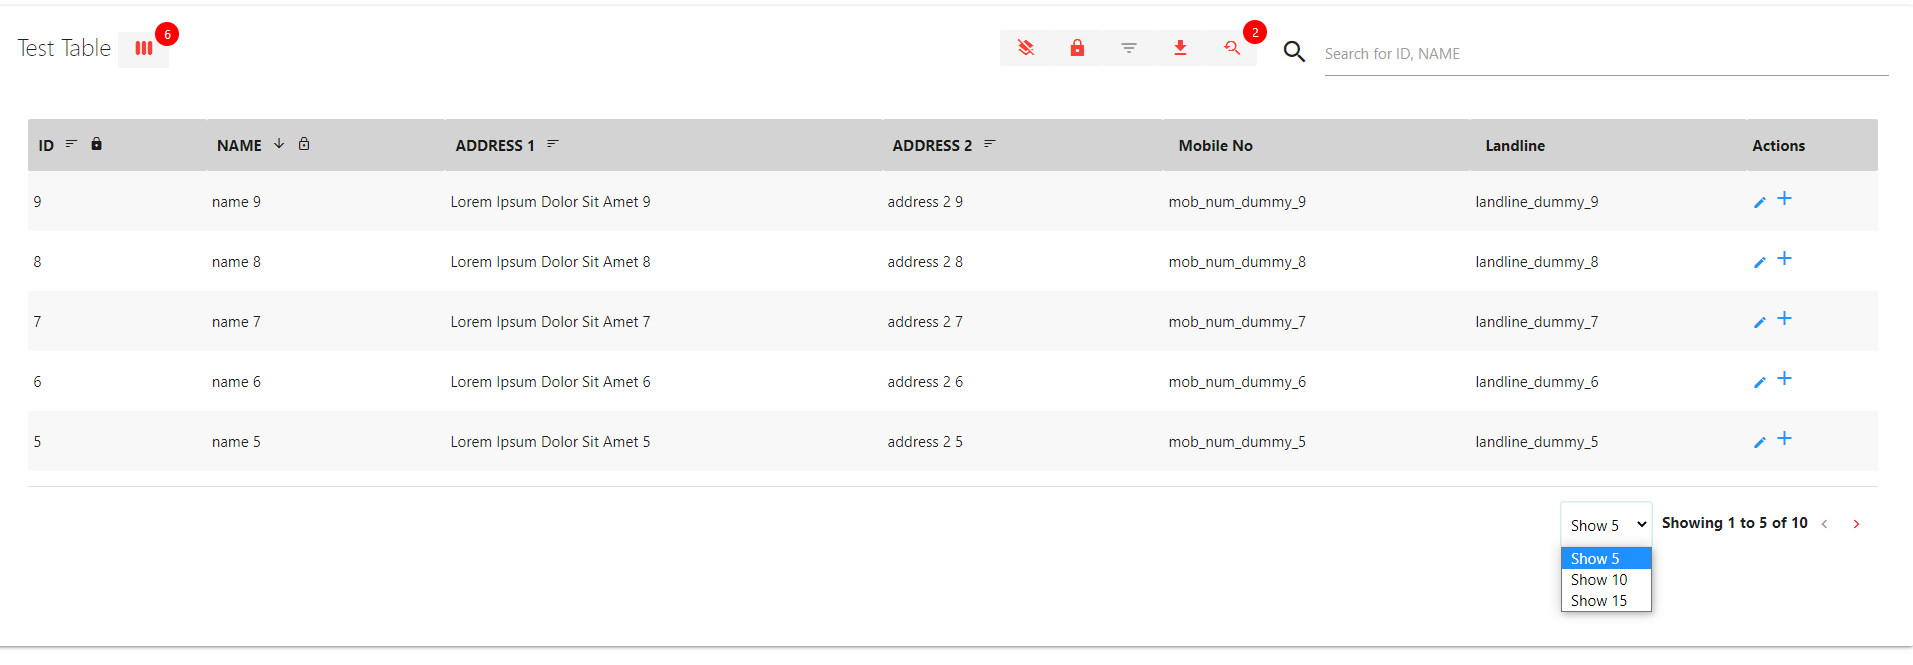 Test Table 6
2
Search for ID, NAME
ID NAME ADDRESS 1 ADDRESS 2 Mobile No Landline Actions
9 name 9 Lorem Ipsum Dolor Sit Amet 9 address 2 9 mob_num_dummy_9 landline_dummy_9
8 name 8 Lorem Ipsum Dolor Sit Amet 8 address 2 8 mob_num_dummy_8 landline_dummy_8
7 name 7 Lorem Ipsum Dolor Sit Amet 7 address 2 7 mob_num_dummy_7 landline_dummy_7
6 name 6 Lorem Ipsum Dolor Sit Amet 6 address 2 6 mob_num_dummy_6 landline_dummy_6
5 name 5 Lorem Ipsum Dolor Sit Amet 5 address 2 5 mob_num_dummy_5 landline_dummy_5
Show 5 Showing 1 to 5 of 10
Show 5
Show 10
Show 15